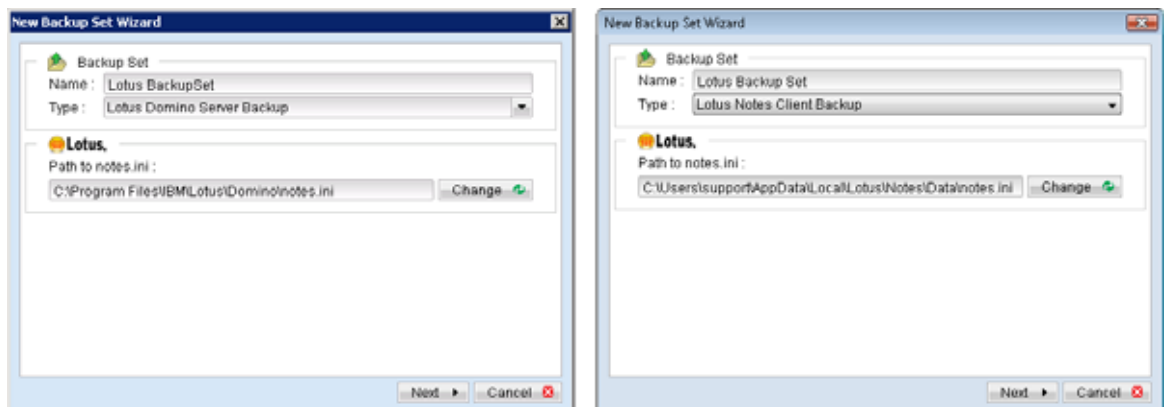 New Backup Set Wizard
Backup Set
Name : Lotus BackupSet
Type : Lotus Domino Server Backup
Lotus.
Path to notes.ini :
C:\Program Files\IBM\Lotus\Domino\notes.ini Change
Next Cancel
New Backup Set Wizard
Backup Set
Name : Lotus Backup Set
Type : Lotus Notes Client Backup
Lotus.
Path to notes.ini :
C:\Users\support\AppData\Local\Lotus\Notes\Data\notes.ini Change
Next Cancel